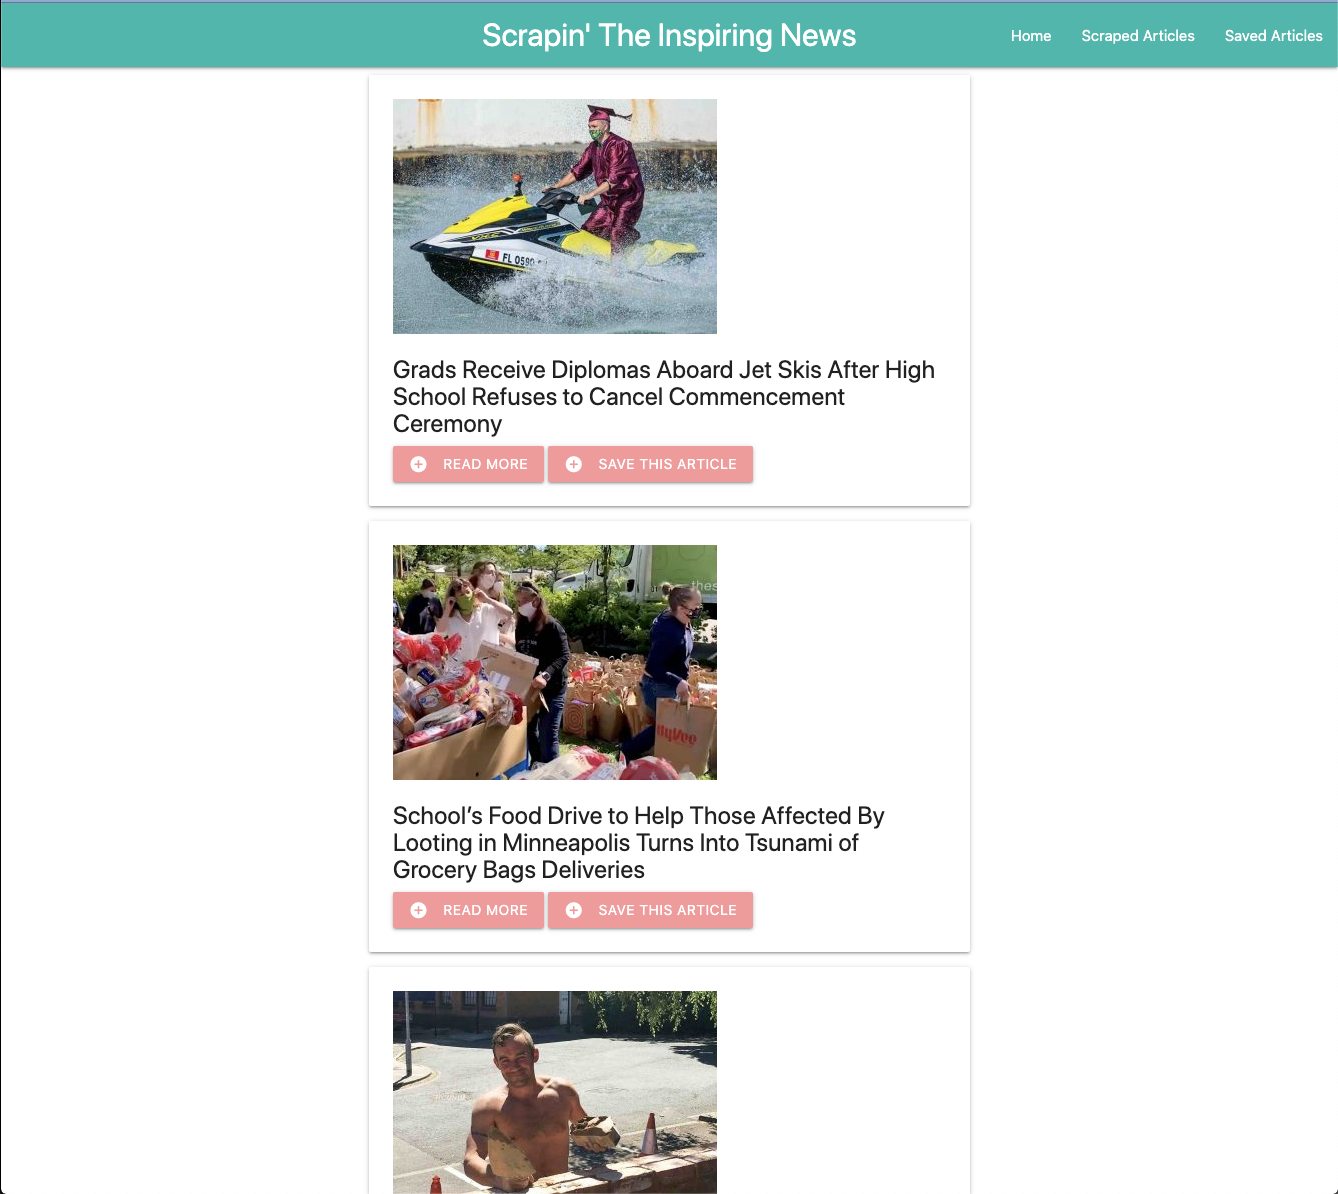 Scrapin' The Inspiring News
Home
Scraped Articles
Saved Articles
FL 0590
Grads Receive Diplomas Aboard Jet Skis After High
School Refuses to Cancel Commencement
Ceremony
READ MORE
SAVE THIS ARTICLE
thes
HyVee
School’s Food Drive to Help Those Affected By
Looting in Minneapolis Turns Into Tsunami of
Grocery Bags Deliveries
READ MORE
SAVE THIS ARTICLE